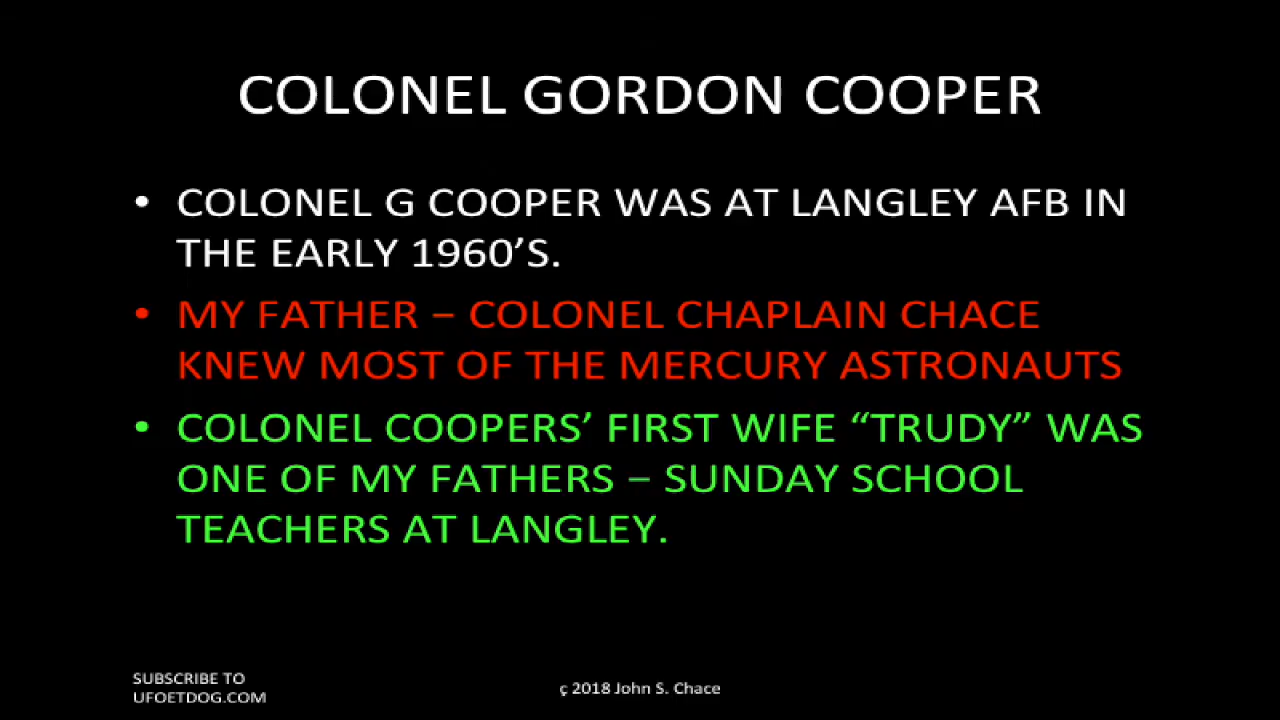 COLONEL GORDON COOPER
• COLONEL G COOPER WAS AT LANGLEY AFB IN
THE EARLY 1960’S.
• MY FATHER – COLONEL CHAPLAIN CHACE
KNEW MOST OF THE MERCURY ASTRONAUTS
• COLONEL COOPERS’ FIRST WIFE “TRUDY” WAS
ONE OF MY FATHERS – SUNDAY SCHOOL
TEACHERS AT LANGLEY.
SUBSCRIBE TO
UFOETDOG.COM
ç 2018 John S. Chace